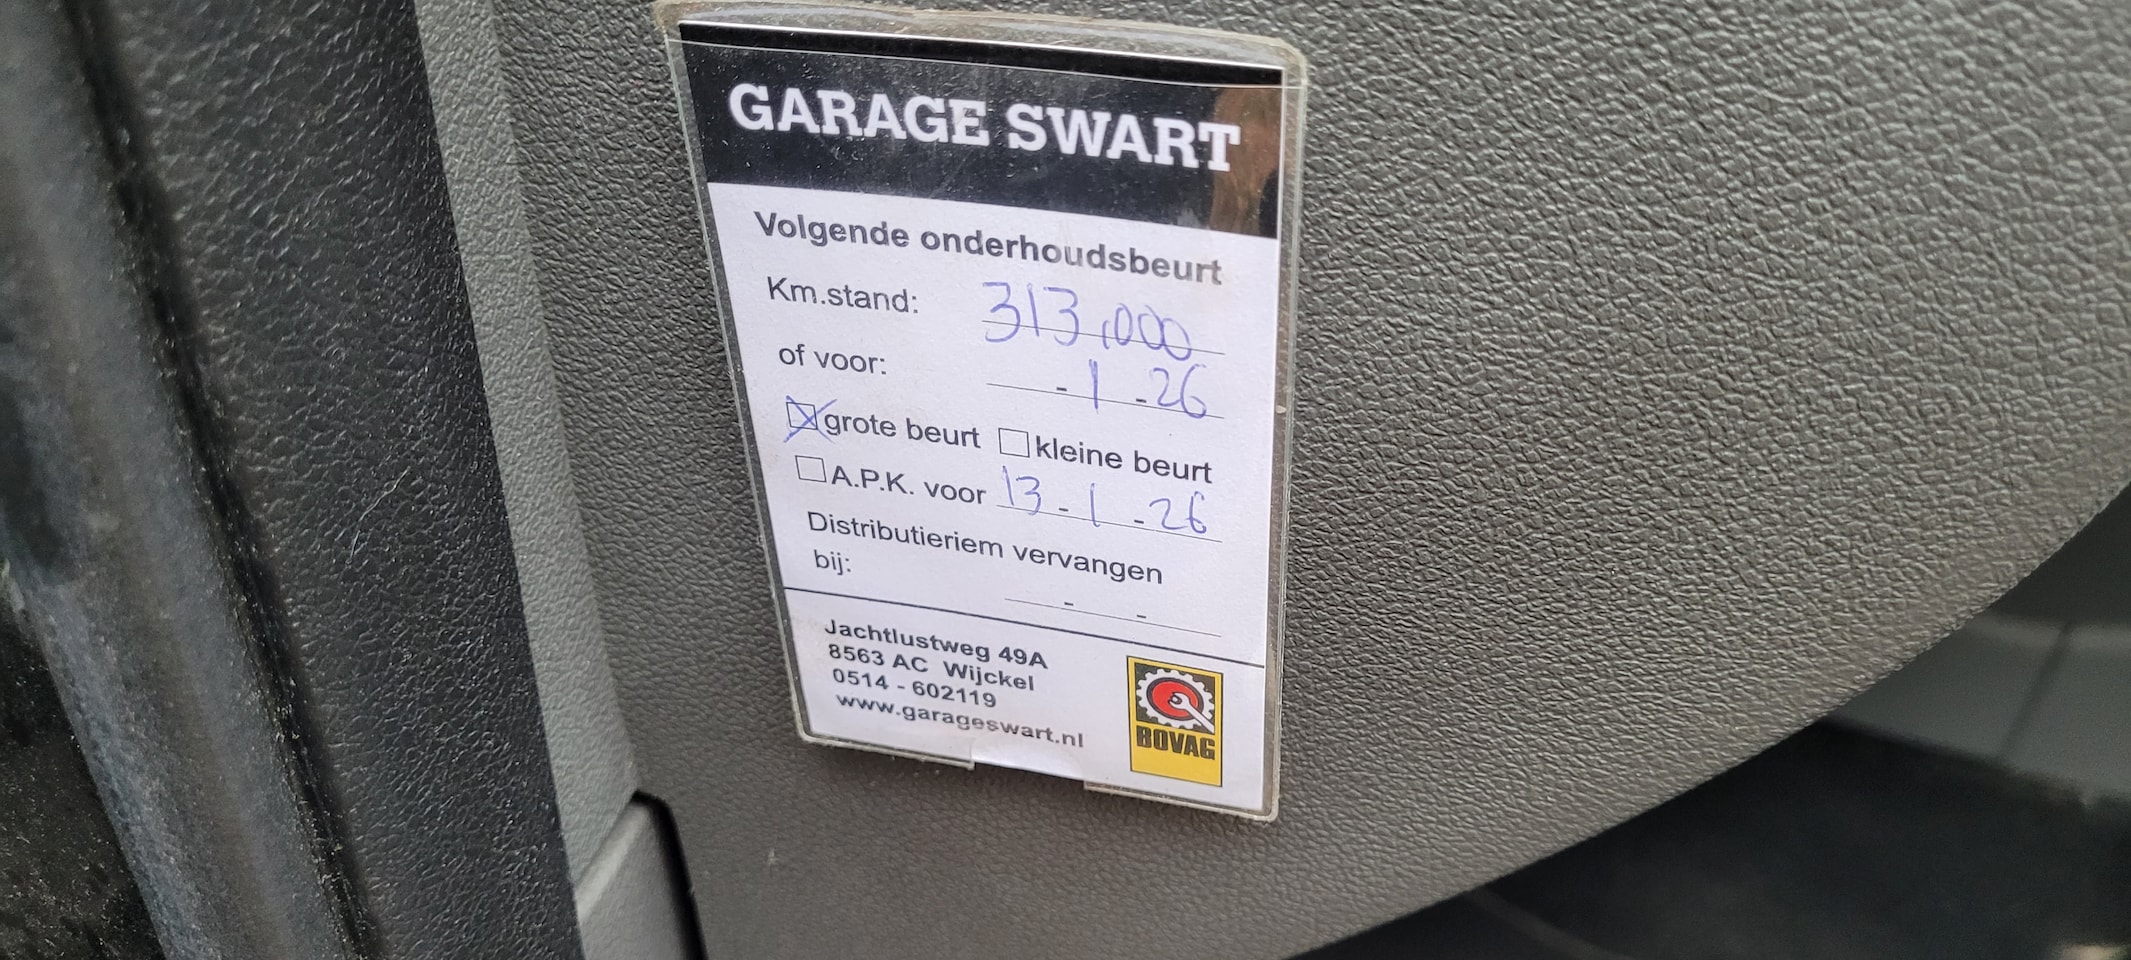 GARAGE SWART
Volgende onderhoudsbeurt
Km.stand: 313,000
of voor: - 1 - 26
grote beurt kleine beurt
A.P.K. voor 13 - 1 - 26
Distributieriem vervangen
bij: - -
Jachtlustweg 49A
8563 AC Wijckel
0514 - 602119
www.garageswart.nl
BOVAG